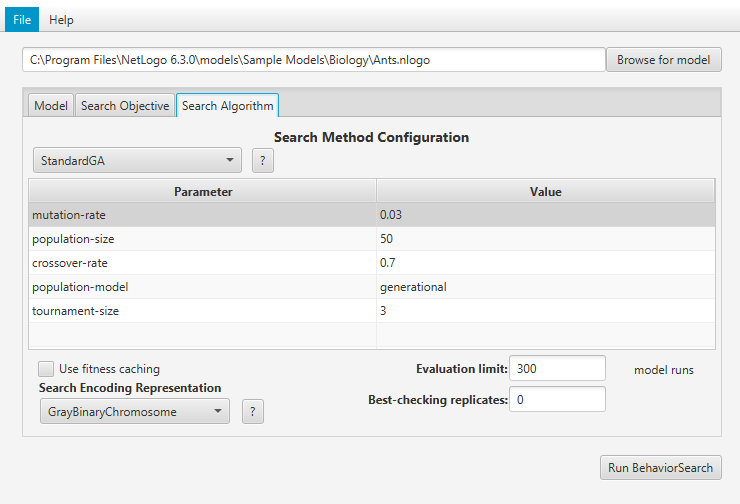 File Help
C:\Program Files\NetLogo 6.3.0\models\Sample Models\Biology\Ants.nlogo Browse for model
Model Search Objective Search Algorithm
Search Method Configuration
StandardGA ?
Parameter Value
mutation-rate 0.03
population-size 50
crossover-rate 0.7
population-model generational
tournament-size 3
Use fitness caching Evaluation limit: 300 model runs
Search Encoding Representation
GrayBinaryChromosome ? Best-checking replicates: 0
Run BehaviorSearch